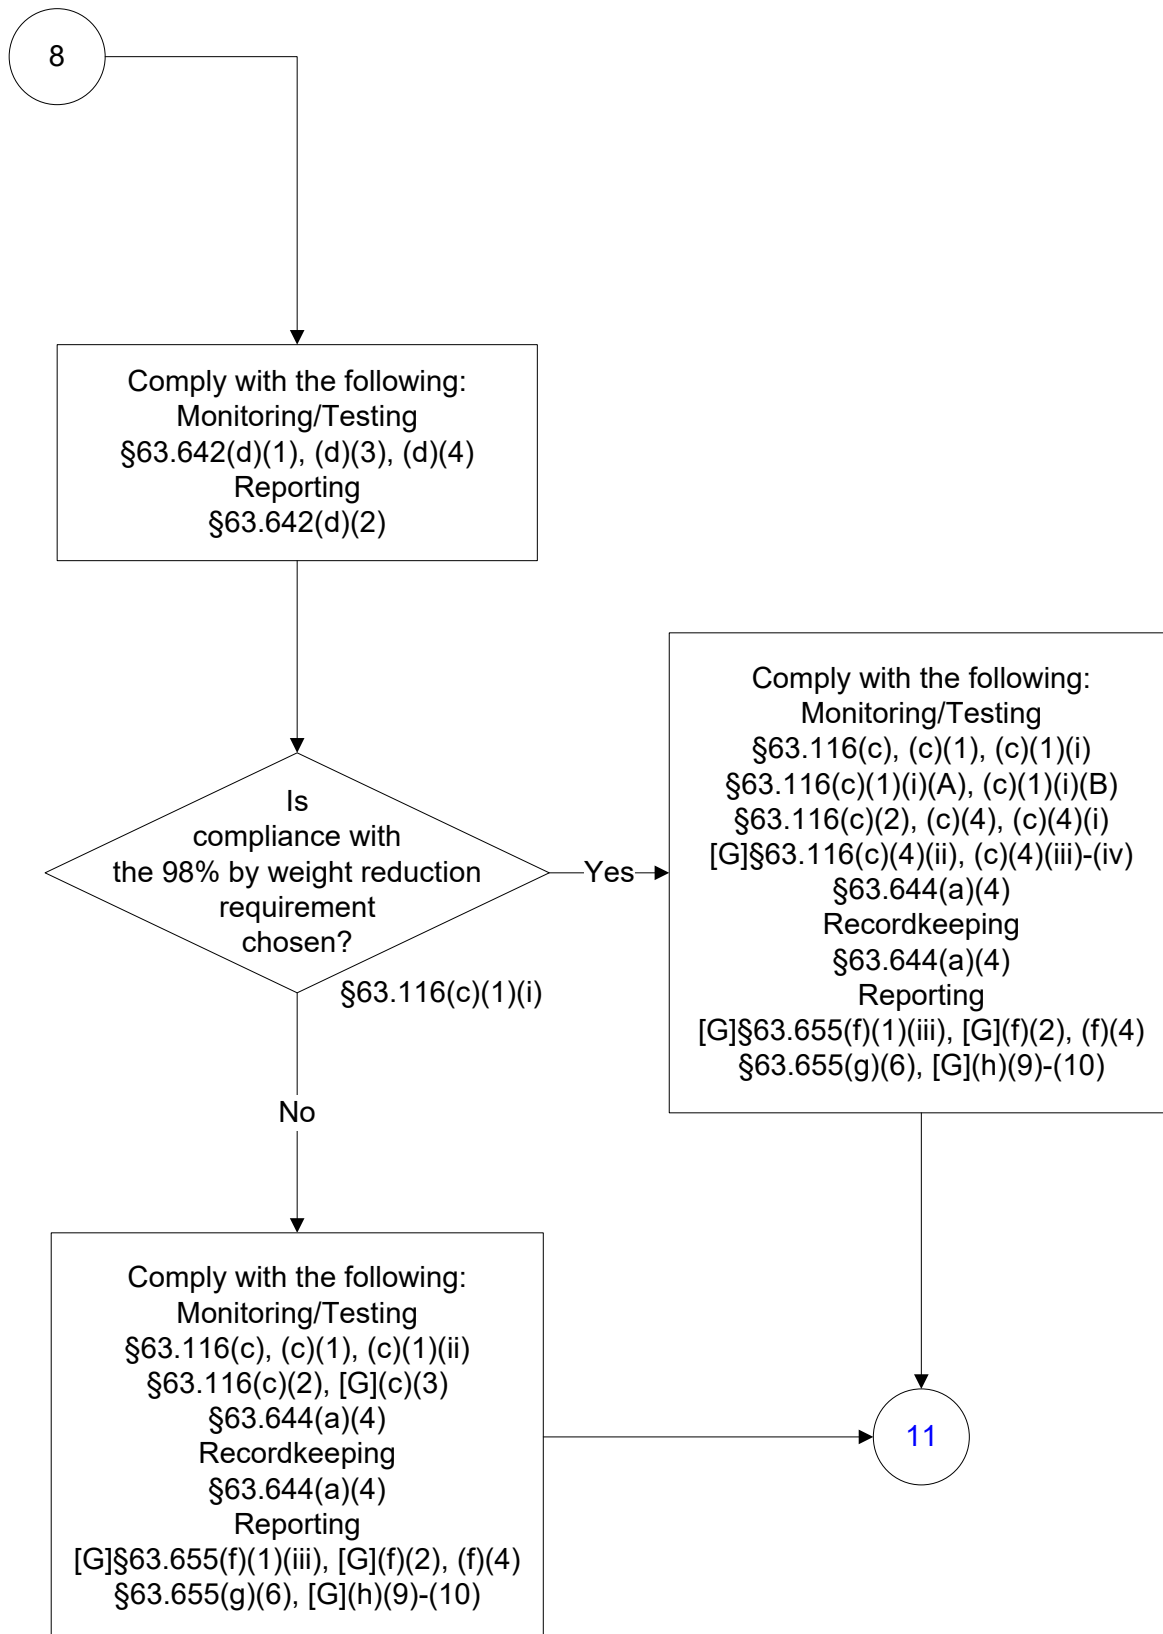 8
Comply with the following:
Monitoring/Testing
§63.642(d)(1), (d)(3), (d)(4)
Reporting
§63.642(d)(2)
Is
compliance with
the 98% by weight reduction
requirement
chosen?
§63.116(c)(1)(i)
Yes
Comply with the following:
Monitoring/Testing
§63.116(c), (c)(1), (c)(1)(i)
§63.116(c)(1)(i)(A), (c)(1)(i)(B)
§63.116(c)(2), (c)(4), (c)(4)(i)
[G]§63.116(c)(4)(ii), (c)(4)(iii)-(iv)
§63.644(a)(4)
Recordkeeping
§63.644(a)(4)
Reporting
[G]§63.655(f)(1)(iii), [G](f)(2), (f)(4)
§63.655(g)(6), [G](h)(9)-(10)
No
Comply with the following:
Monitoring/Testing
§63.116(c), (c)(1), (c)(1)(ii)
§63.116(c)(2), [G](c)(3)
§63.644(a)(4)
Recordkeeping
§63.644(a)(4)
Reporting
[G]§63.655(f)(1)(iii), [G](f)(2), (f)(4)
§63.655(g)(6), [G](h)(9)-(10)
11